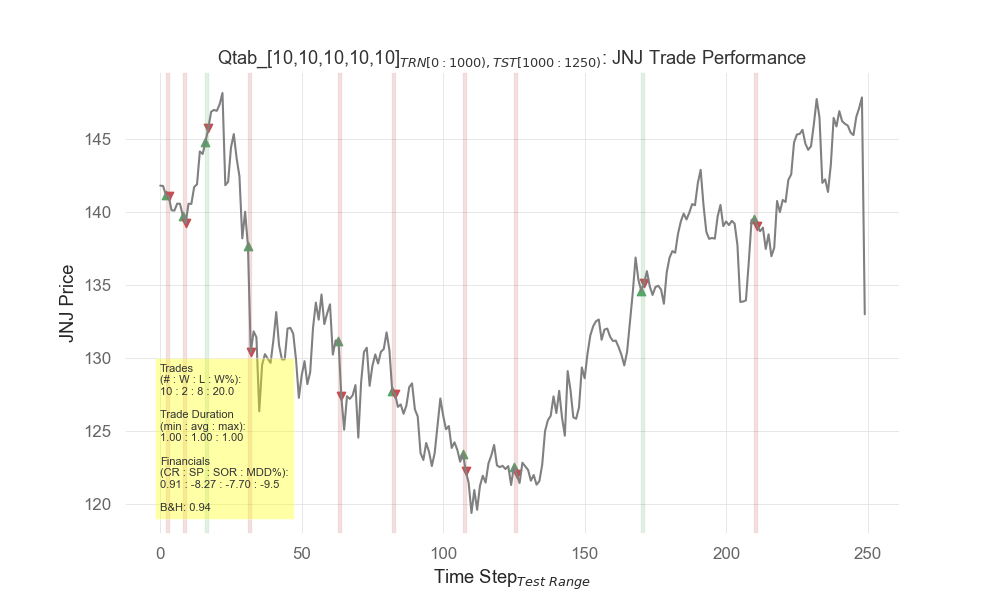 Qtab_[10,10,10,10,10]TRN[0 : 1000), TST[1000 : 1250): JNJ Trade Performance
JNJ Price
145
140
135
130
125
120
Trades
(# : W : L : W%):
10 : 2 : 8 : 20.0
Trade Duration
(min : avg : max):
1.00 : 1.00 : 1.00
Financials
(CR : SP : SOR : MDD%):
0.91 : -8.27 : -7.70 : -9.5
B&H: 0.94
0 50 100 150 200 250
Time StepTest Range